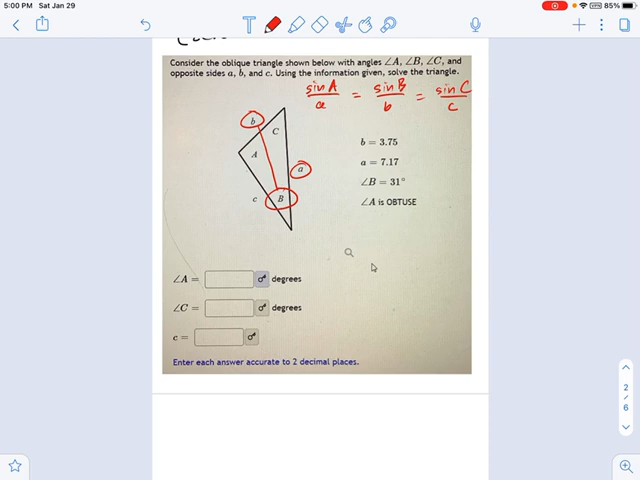 5:00 PM Sat Jan 29
VPN 85%
T
Consider the oblique triangle shown below with angles ∠A, ∠B, ∠C, and
opposite sides a, b, and c. Using the information given, solve the triangle.
sin A / a = sin B / b = sin C / c
b
C
A
a
c
B
b = 3.75
a = 7.17
∠B = 31°
∠A is OBTUSE
∠A = degrees
∠C = degrees
c =
Enter each answer accurate to 2 decimal places.
2
/
6